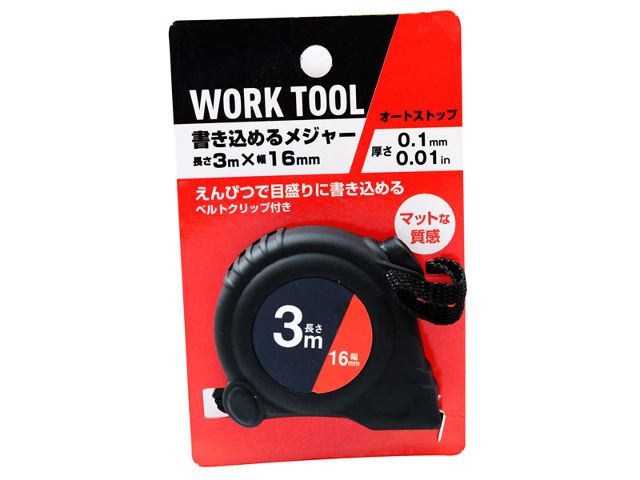 WORK TOOL
オートストップ
書き込めるメジャー
長さ3m×幅16mm
厚さ 0.1mm
0.01in
えんぴつで目盛りに書き込める
ベルトクリップ付き
マットな
質感
3m 長さ
16mm 幅